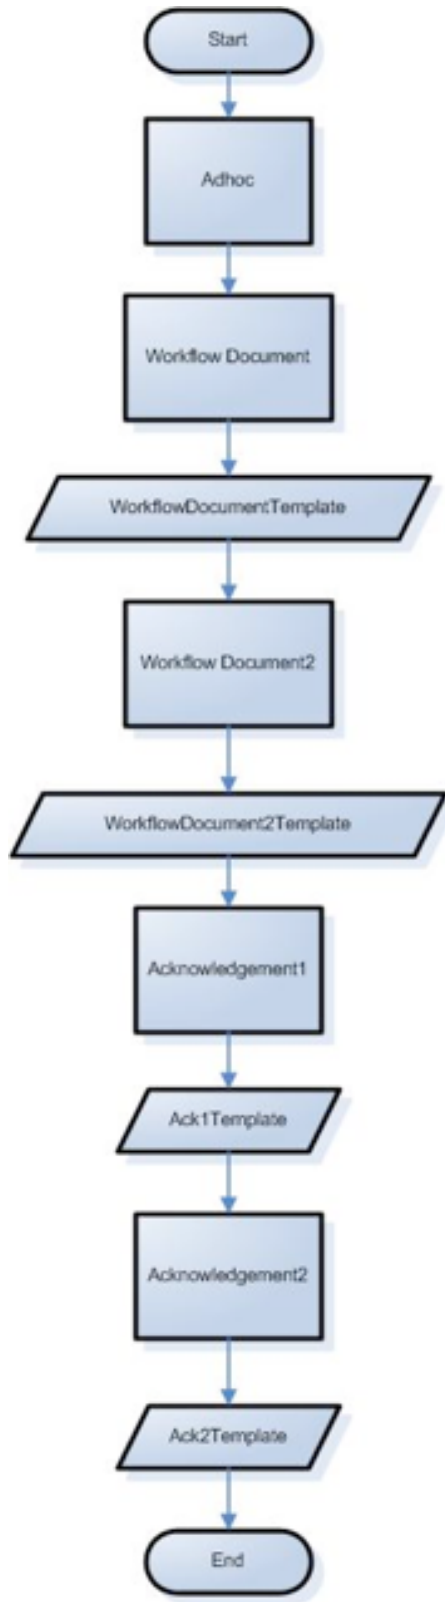 Start
Adhoc
Workflow Document
WorkflowDocumentTemplate
Workflow Document2
WorkflowDocument2Template
Acknowledgement1
Ack1Template
Acknowledgement2
Ack2Template
End